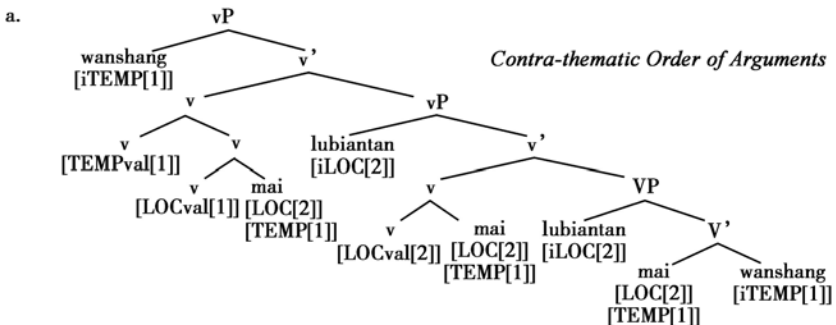 a.
vP
wanshang v’
[iTEMP[1]]
Contra-thematic Order of Arguments
v vP
v v lubiantan v’
[TEMPval[1]] [iLOC[2]]
v mai v VP
[LOCval[1]] [LOC[2]]
[TEMP[1]]
v mai lubiantan V’
[LOCval[2]] [LOC[2]] [iLOC[2]]
[TEMP[1]]
mai wanshang
[LOC[2]] [iTEMP[1]]
[TEMP[1]]